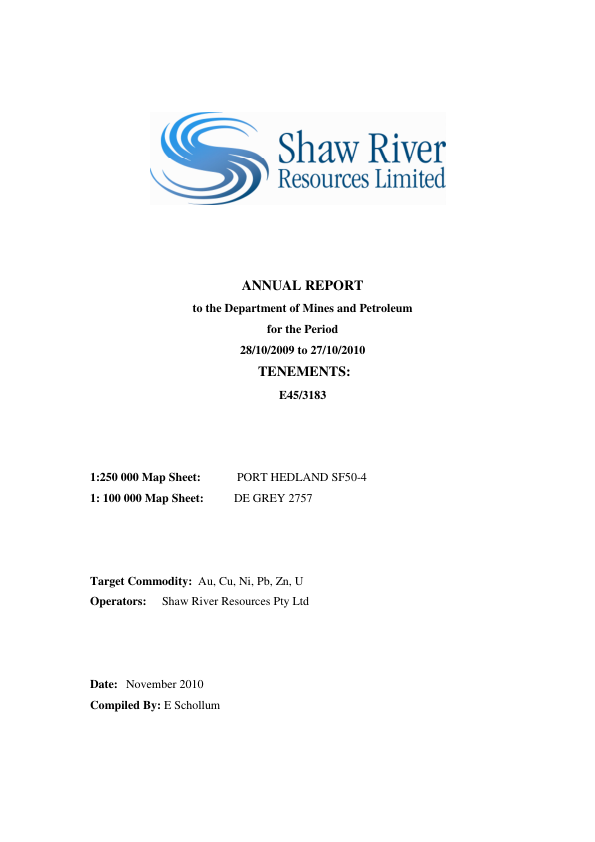 Shaw River
Resources Limited
ANNUAL REPORT
to the Department of Mines and Petroleum
for the Period
28/10/2009 to 27/10/2010
TENEMENTS:
E45/3183
1:250 000 Map Sheet: PORT HEDLAND SF50-4
1: 100 000 Map Sheet: DE GREY 2757
Target Commodity: Au, Cu, Ni, Pb, Zn, U
Operators: Shaw River Resources Pty Ltd
Date: November 2010
Compiled By: E Schollum